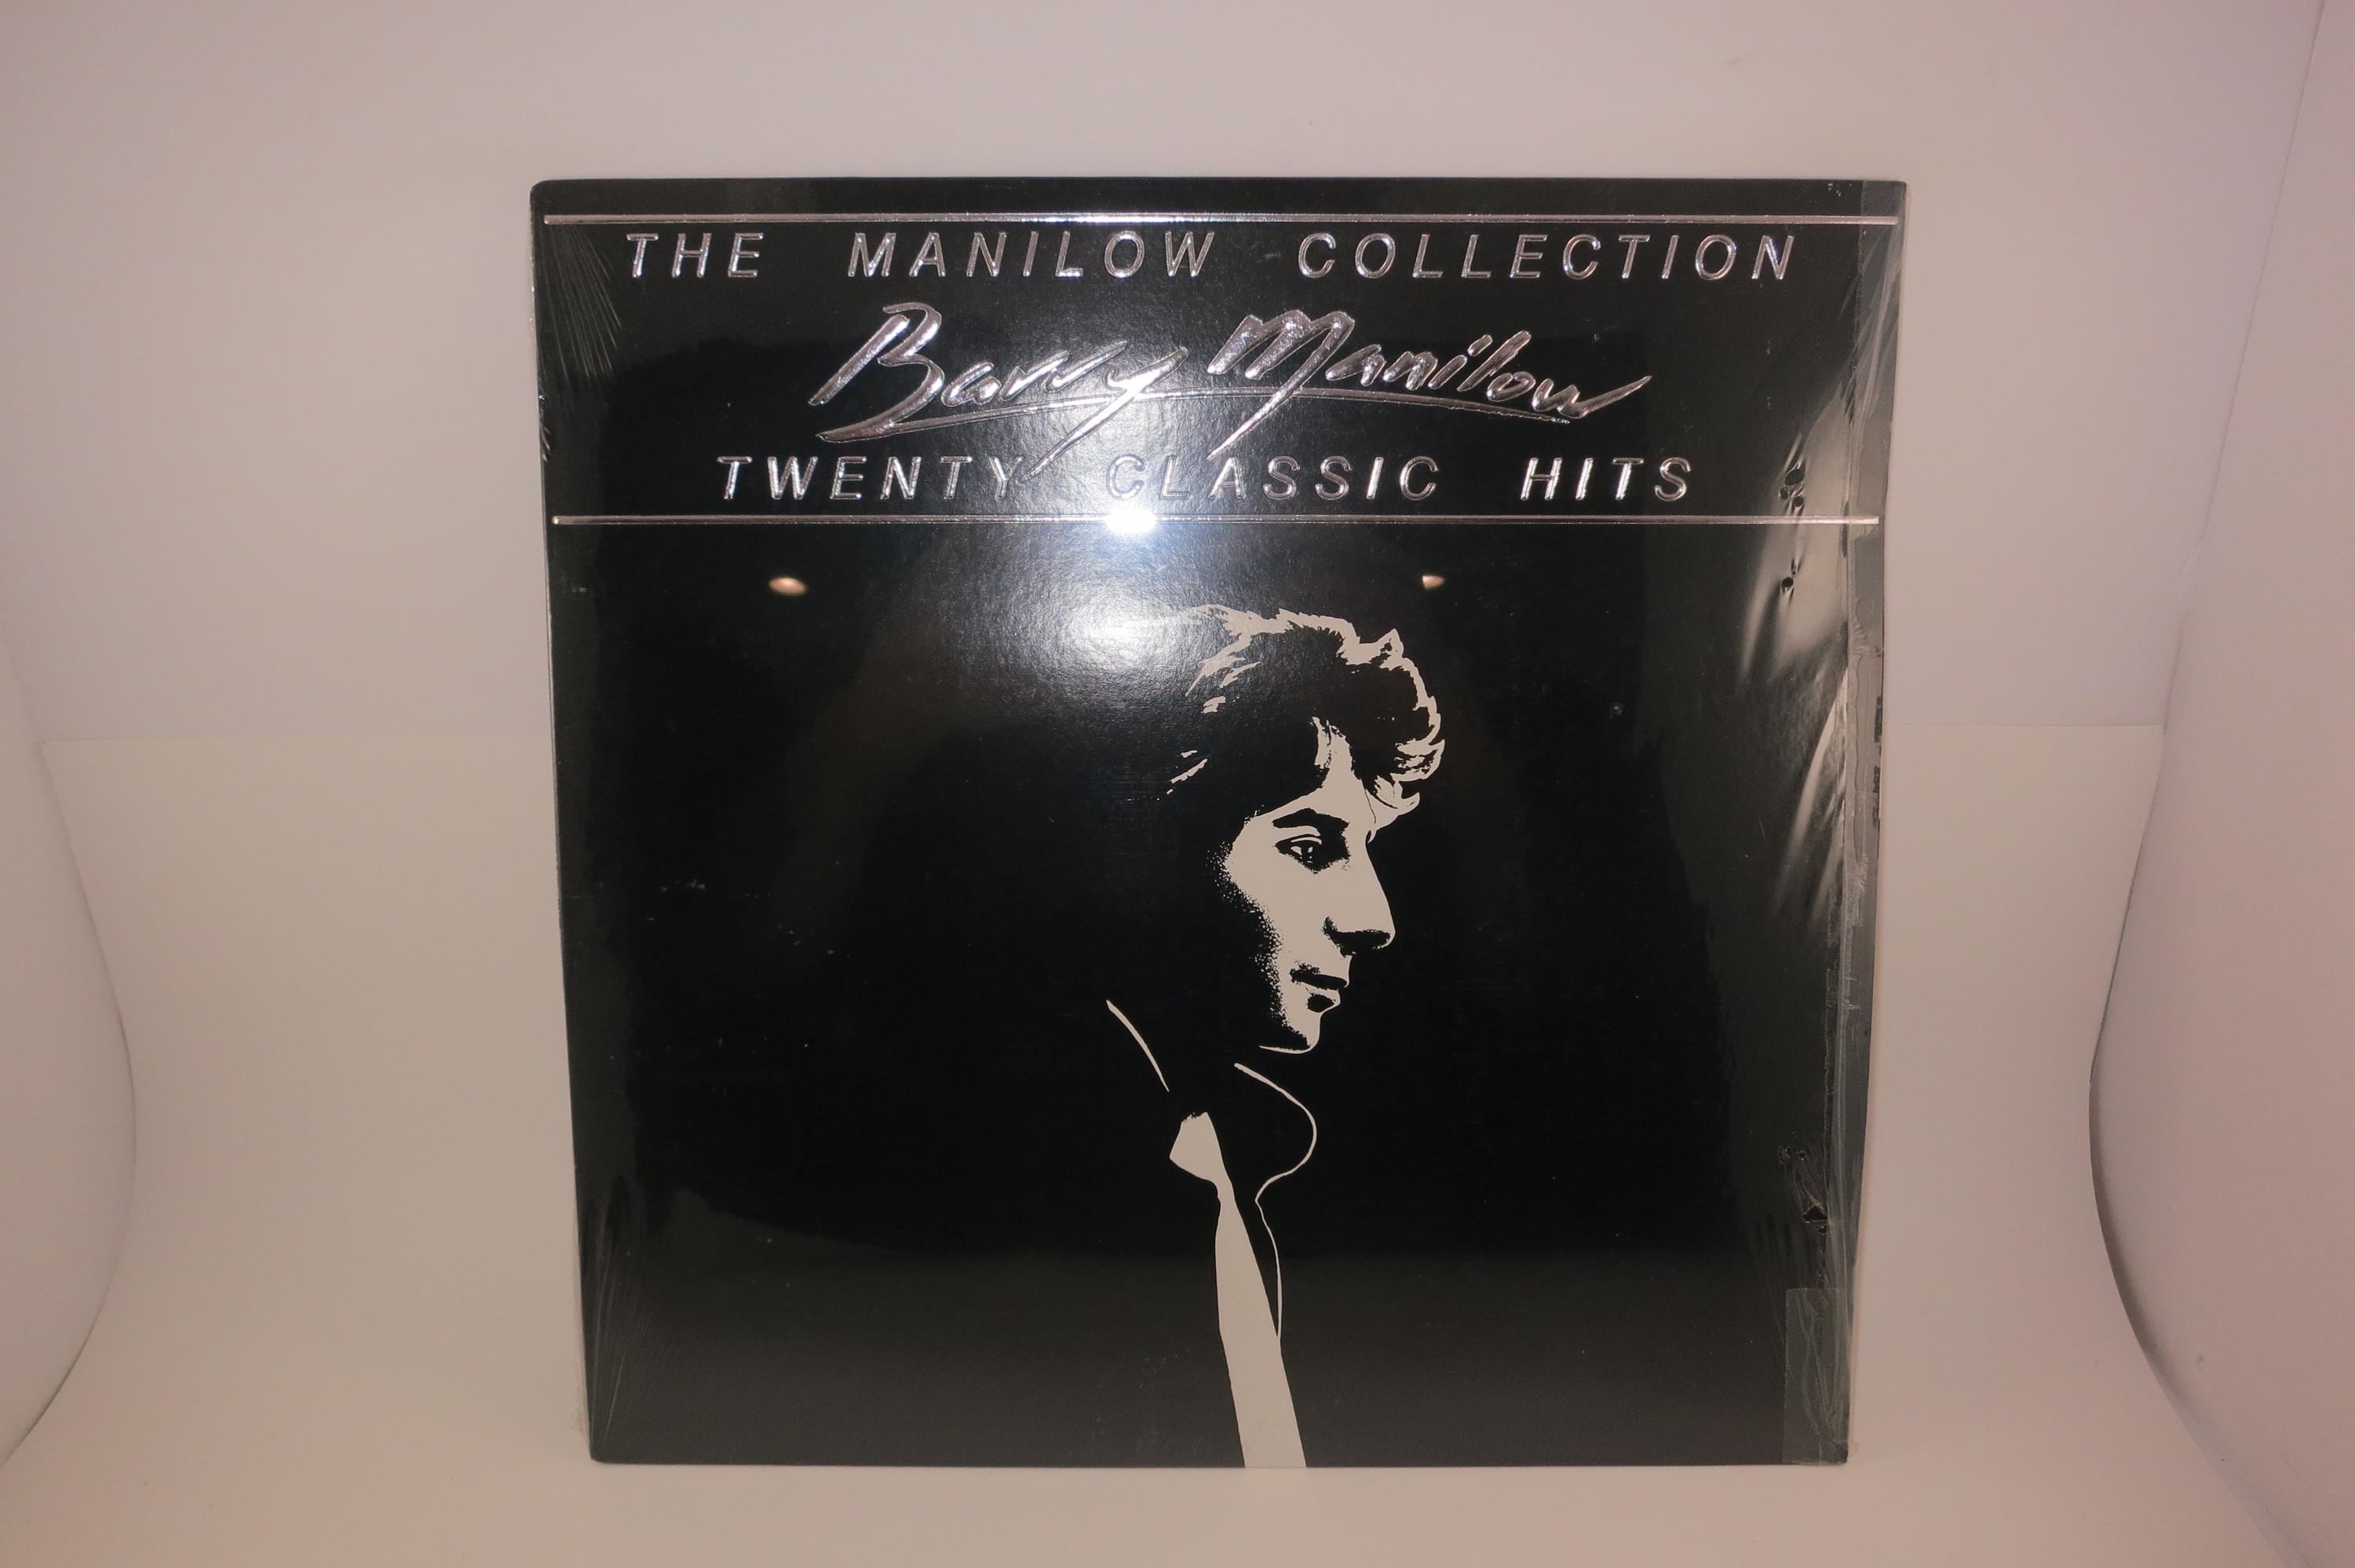 THE MANILOW COLLECTION
Barry Manilow
TWENTY CLASSIC HITS